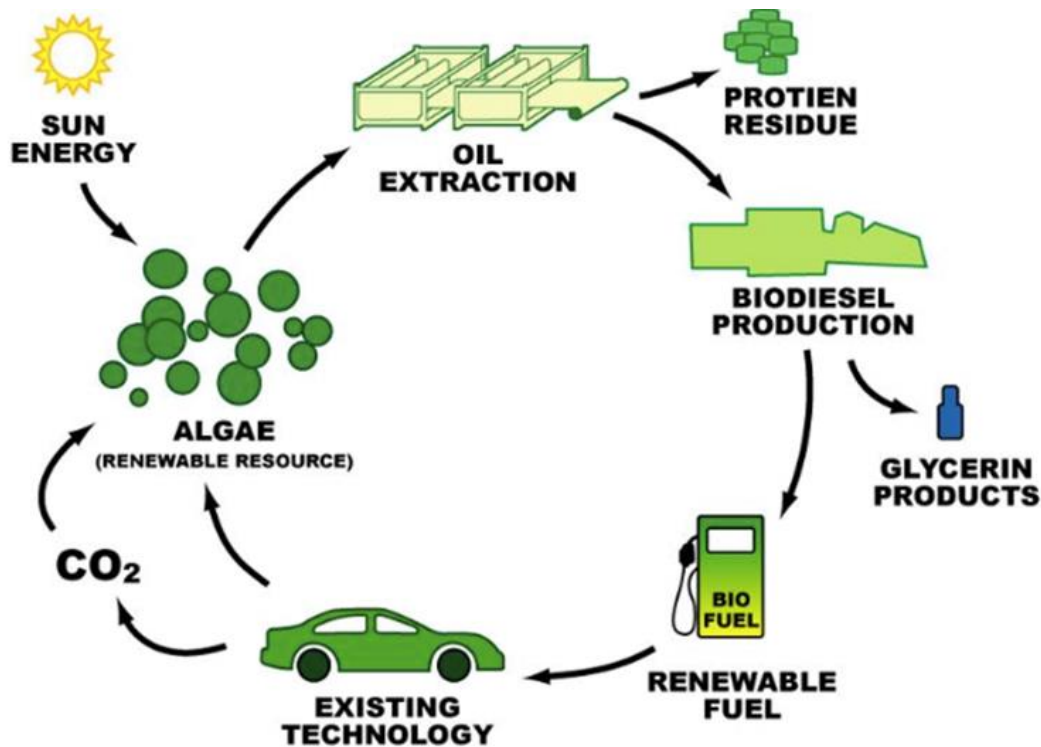 SUN
ENERGY
OIL
EXTRACTION
PROTIEN
RESIDUE
BIODIESEL
PRODUCTION
GLYCERIN
PRODUCTS
BIO
FUEL
RENEWABLE
FUEL
EXISTING
TECHNOLOGY
CO₂
ALGAE
(RENEWABLE RESOURCE)